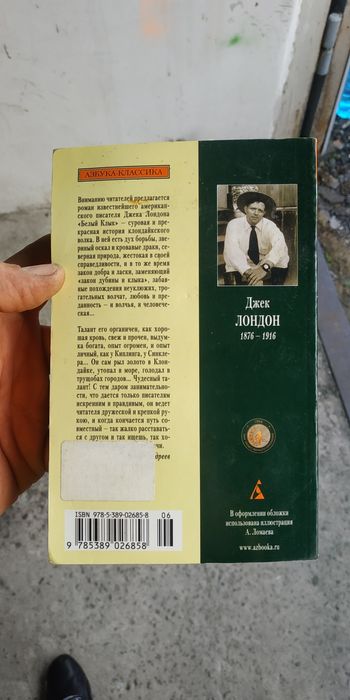 АЗБУКА-КЛАССИКА
Вниманию читателей предлагается
роман известнейшего американ-
ского писателя Джека Лондона
«Белый Клык» — суровая и пре-
красная история клондайкского
волка. В ней есть дух борьбы, зве-
риный оскал и кровавые драки, се-
верная природа, жестокая в своей
справедливости, и в то же время
закон добра и ласки, заменяющий
«закон дубины и клыка», забав-
ные похождения неуклюжих, тро-
гательных волчат, любовь и пре-
данность — и волчья, и человече-
ская...
Талант его органичен, как хоро-
шая кровь, свеж и прочен, выдум-
ка богата, опыт огромен, и опыт
личный, как у Киплинга, у Синкле-
ра... Он сам рыл золото в Клон-
дайке, утопал в море, голодал в
трущобах городов... Чудесный та-
лант! С тем даром занимательно-
сти, что дается только писателям
искренним и правдивым, он ведет
читателя дружеской и крепкой ру-
кою, и когда кончается путь сов-
местный — так жалко расставать-
ся с другом и так ищешь, так хо-
Джек
ЛОНДОН
1876 – 1916
В оформлении обложки
использована иллюстрация
А. Ломаева
www.azbooka.ru
ISBN 978-5-389-02685-8
06
9 785389 026858